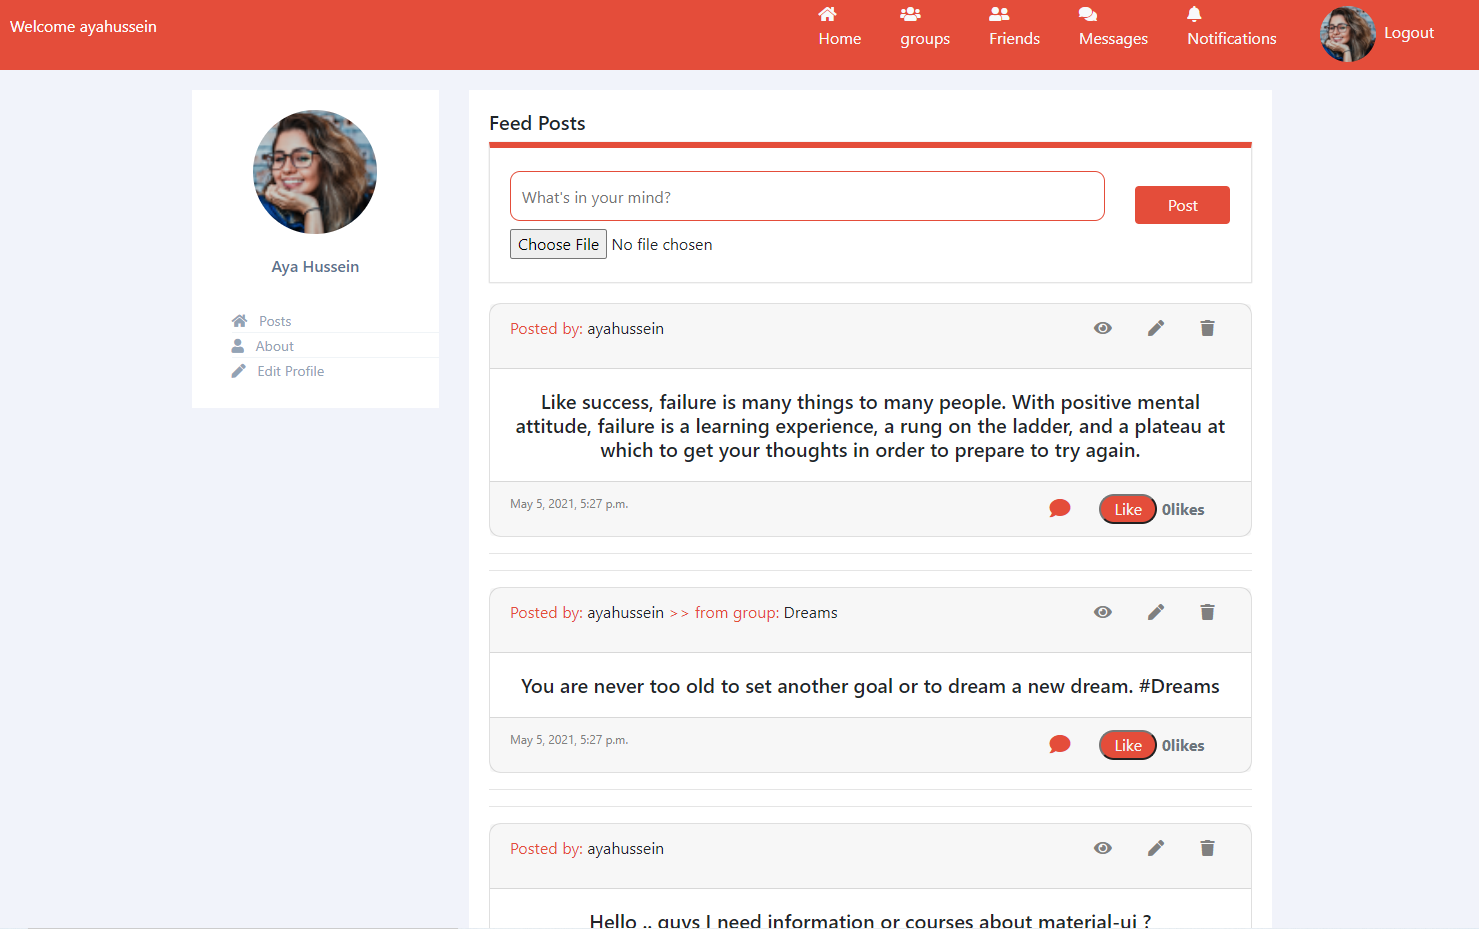 Welcome ayahussein
Home
groups
Friends
Messages
Notifications
Logout
Aya Hussein
Posts
About
Edit Profile
Feed Posts
What's in your mind?
Post
Choose File No file chosen
Posted by: ayahussein
Like success, failure is many things to many people. With positive mental
attitude, failure is a learning experience, a rung on the ladder, and a plateau at
which to get your thoughts in order to prepare to try again.
May 5, 2021, 5:27 p.m.
Like 0likes
Posted by: ayahussein >> from group: Dreams
You are never too old to set another goal or to dream a new dream. #Dreams
May 5, 2021, 5:27 p.m.
Like 0likes
Posted by: ayahussein
Hello .. guys I need information or courses about material-ui ?